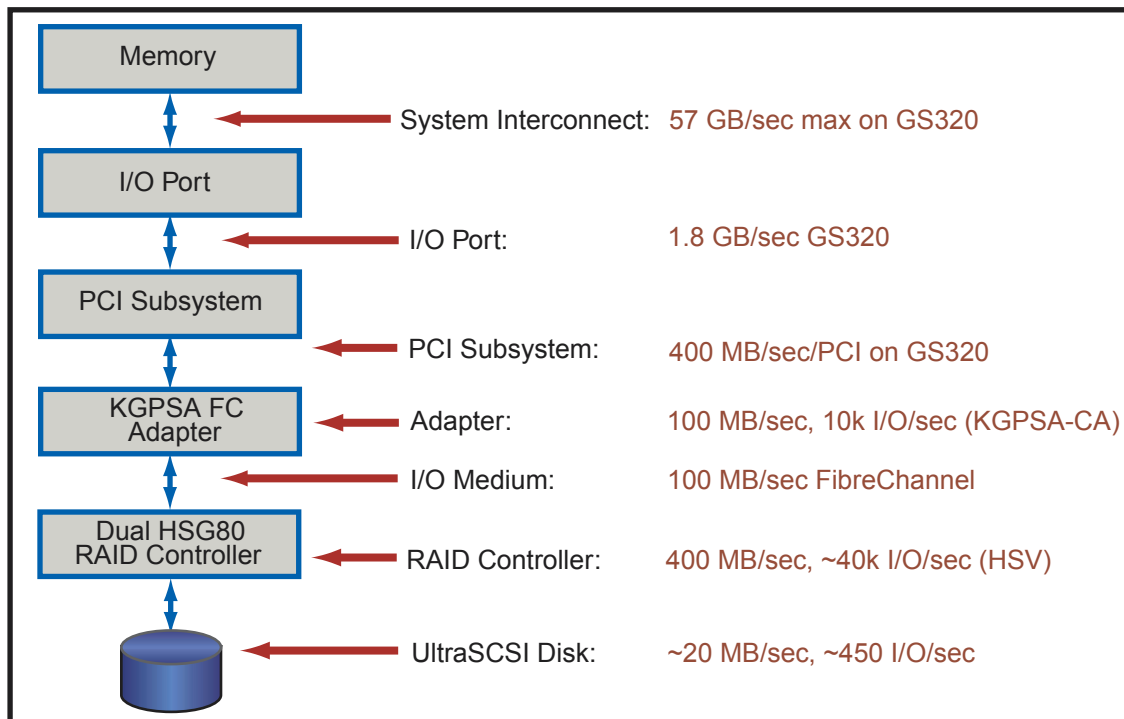 Memory
System Interconnect: 57 GB/sec max on GS320
I/O Port
I/O Port: 1.8 GB/sec GS320
PCI Subsystem
PCI Subsystem: 400 MB/sec/PCI on GS320
KGPSA FC
Adapter
Adapter: 100 MB/sec, 10k I/O/sec (KGPSA-CA)
I/O Medium: 100 MB/sec FibreChannel
Dual HSG80
RAID Controller
RAID Controller: 400 MB/sec, ~40k I/O/sec (HSV)
UltraSCSI Disk: ~20 MB/sec, ~450 I/O/sec